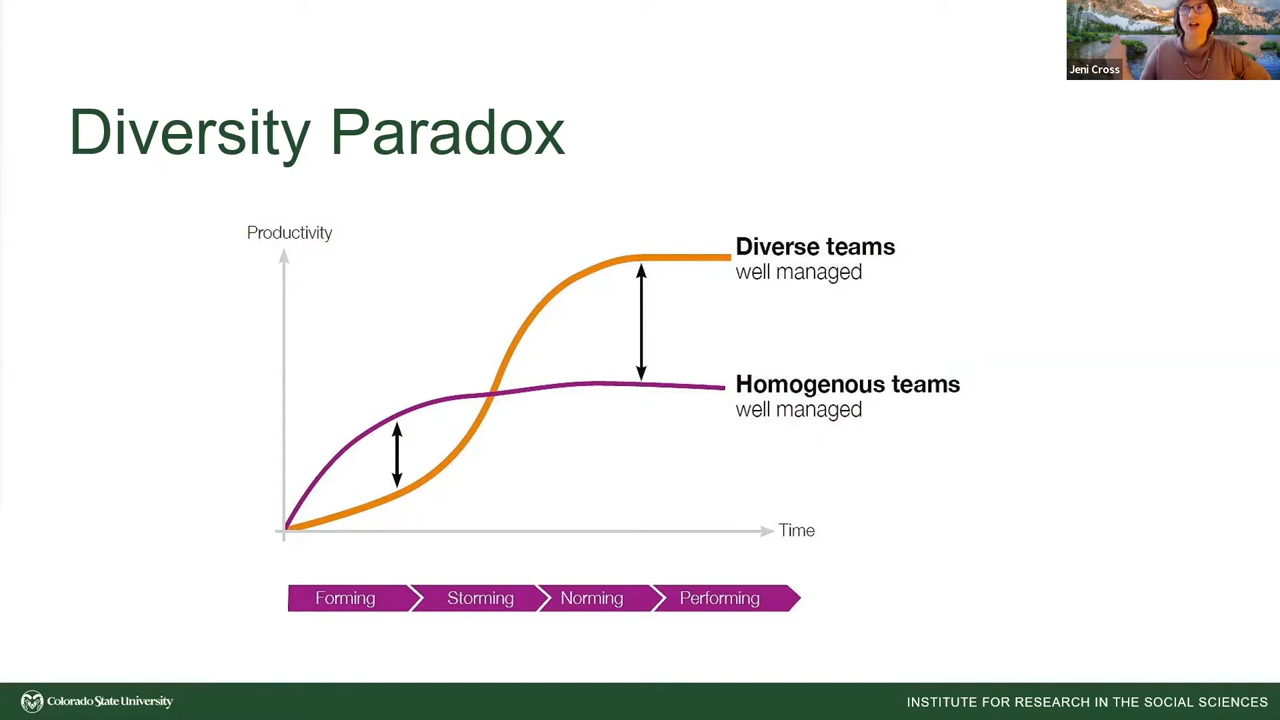 Jeni Cross
Diversity Paradox
Productivity
Diverse teams
well managed
Homogenous teams
well managed
Time
Forming
Storming
Norming
Performing
Colorado State University
INSTITUTE FOR RESEARCH IN THE SOCIAL SCIENCES